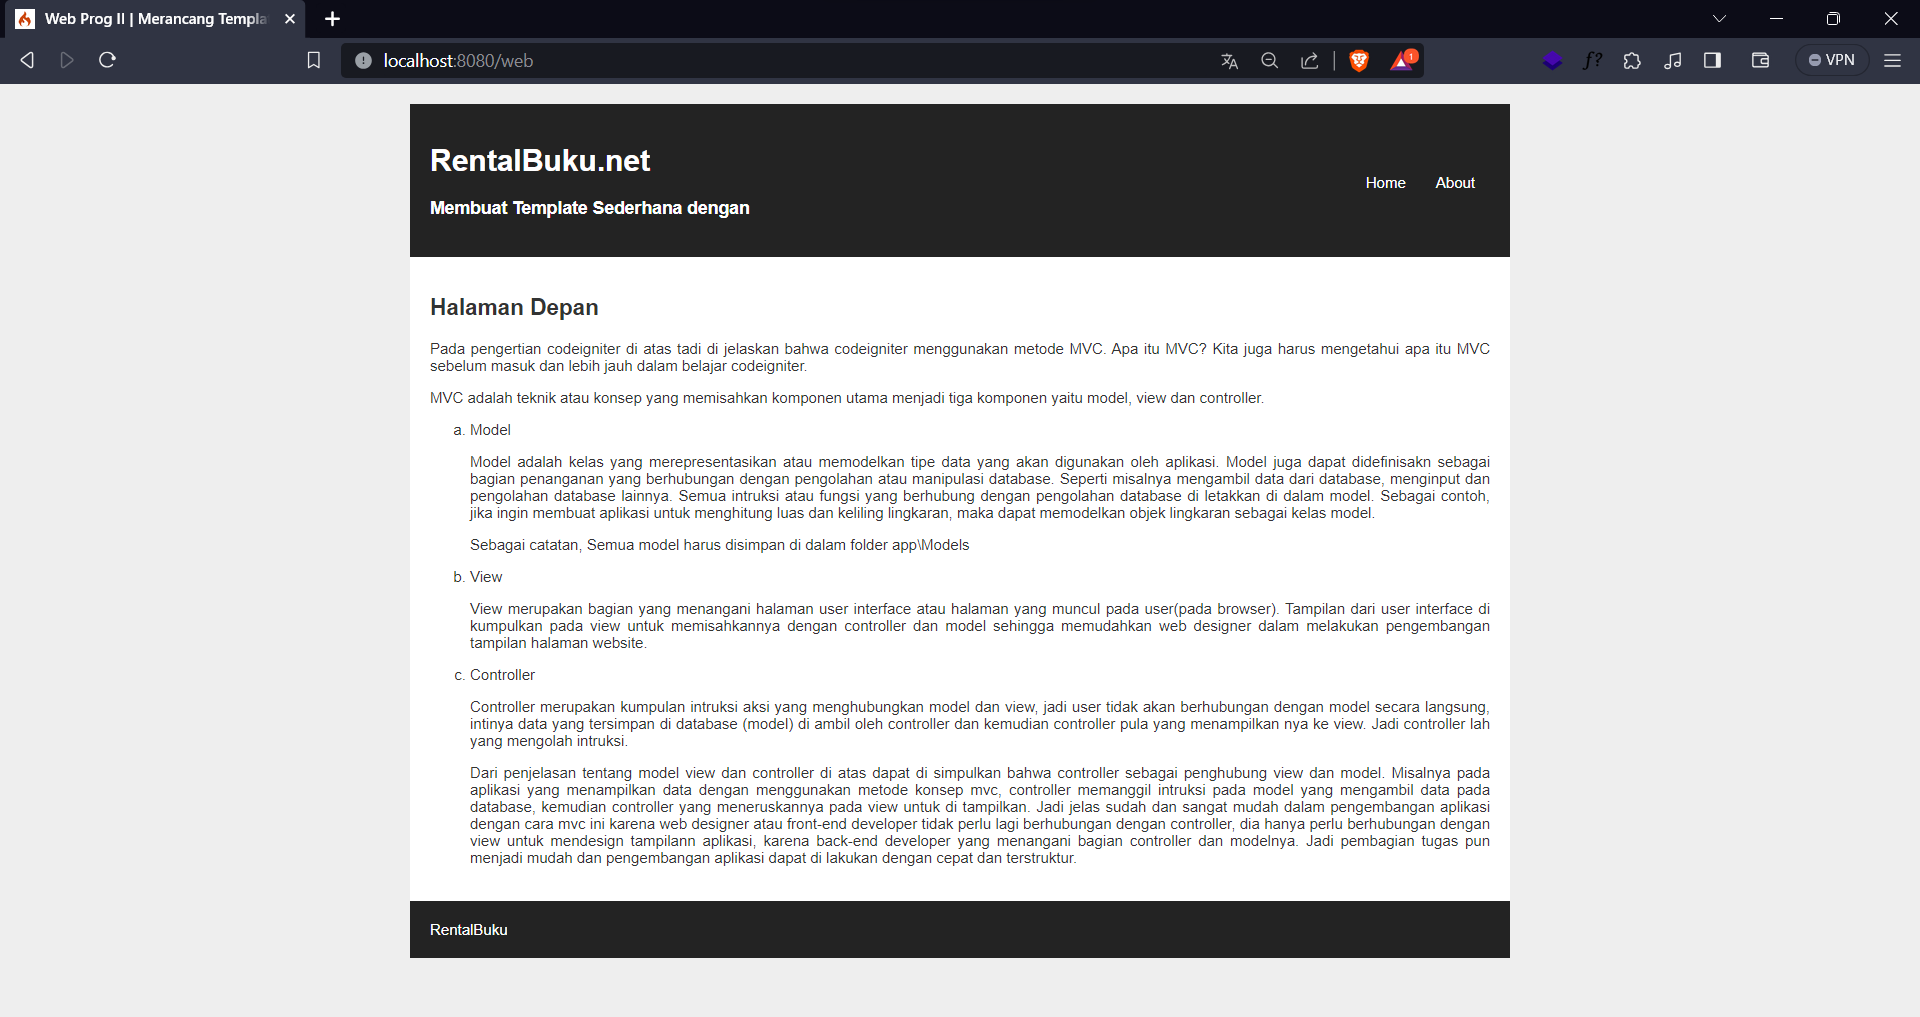 Web Prog II | Merancang Templa
localhost:8080/web
1
f?
VPN
RentalBuku.net
Membuat Template Sederhana dengan
Home About
Halaman Depan
Pada pengertian codeigniter di atas tadi di jelaskan bahwa codeigniter menggunakan metode MVC. Apa itu MVC? Kita juga harus mengetahui apa itu MVC
sebelum masuk dan lebih jauh dalam belajar codeigniter.
MVC adalah teknik atau konsep yang memisahkan komponen utama menjadi tiga komponen yaitu model, view dan controller.
a. Model
Model adalah kelas yang merepresentasikan atau memodelkan tipe data yang akan digunakan oleh aplikasi. Model juga dapat didefinisakn sebagai
bagian penanganan yang berhubungan dengan pengolahan atau manipulasi database. Seperti misalnya mengambil data dari database, menginput dan
pengolahan database lainnya. Semua intruksi atau fungsi yang berhubung dengan pengolahan database di letakkan di dalam model. Sebagai contoh,
jika ingin membuat aplikasi untuk menghitung luas dan keliling lingkaran, maka dapat memodelkan objek lingkaran sebagai kelas model.
Sebagai catatan, Semua model harus disimpan di dalam folder app\Models
b. View
View merupakan bagian yang menangani halaman user interface atau halaman yang muncul pada user(pada browser). Tampilan dari user interface di
kumpulkan pada view untuk memisahkannya dengan controller dan model sehingga memudahkan web designer dalam melakukan pengembangan
tampilan halaman website.
c. Controller
Controller merupakan kumpulan intruksi aksi yang menghubungkan model dan view, jadi user tidak akan berhubungan dengan model secara langsung,
intinya data yang tersimpan di database (model) di ambil oleh controller dan kemudian controller pula yang menampilkan nya ke view. Jadi controller lah
yang mengolah intruksi.
Dari penjelasan tentang model view dan controller di atas dapat di simpulkan bahwa controller sebagai penghubung view dan model. Misalnya pada
aplikasi yang menampilkan data dengan menggunakan metode konsep mvc, controller memanggil intruksi pada model yang mengambil data pada
database, kemudian controller yang meneruskannya pada view untuk di tampilkan. Jadi jelas sudah dan sangat mudah dalam pengembangan aplikasi
dengan cara mvc ini karena web designer atau front-end developer tidak perlu lagi berhubungan dengan controller, dia hanya perlu berhubungan dengan
view untuk mendesign tampilann aplikasi, karena back-end developer yang menangani bagian controller dan modelnya. Jadi pembagian tugas pun
menjadi mudah dan pengembangan aplikasi dapat di lakukan dengan cepat dan terstruktur.
RentalBuku